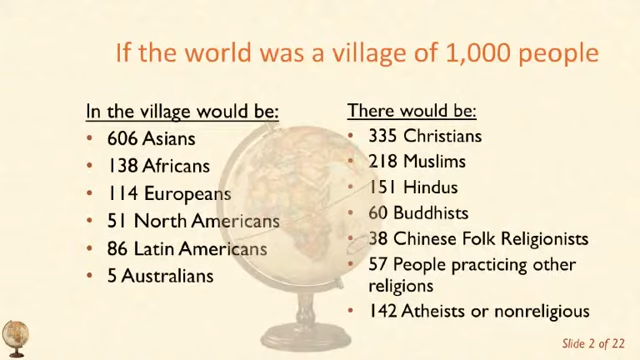 If the world was a village of 1,000 people
In the village would be:
• 606 Asians
• 138 Africans
• 114 Europeans
• 51 North Americans
• 86 Latin Americans
• 5 Australians
There would be:
• 335 Christians
• 218 Muslims
• 151 Hindus
• 60 Buddhists
• 38 Chinese Folk Religionists
• 57 People practicing other
religions
• 142 Atheists or nonreligious
Slide 2 of 22